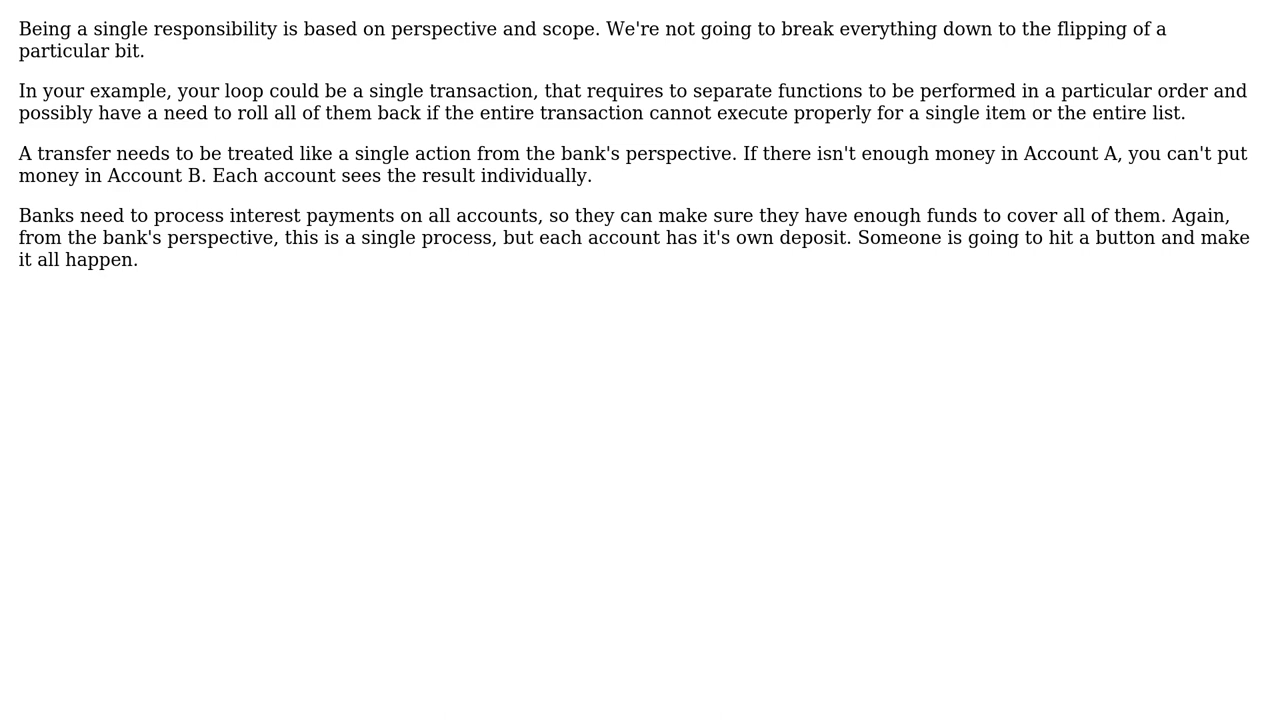 Being a single responsibility is based on perspective and scope. We're not going to break everything down to the flipping of a
particular bit.
In your example, your loop could be a single transaction, that requires to separate functions to be performed in a particular order and
possibly have a need to roll all of them back if the entire transaction cannot execute properly for a single item or the entire list.
A transfer needs to be treated like a single action from the bank's perspective. If there isn't enough money in Account A, you can't put
money in Account B. Each account sees the result individually.
Banks need to process interest payments on all accounts, so they can make sure they have enough funds to cover all of them. Again,
from the bank's perspective, this is a single process, but each account has it's own deposit. Someone is going to hit a button and make
it all happen.